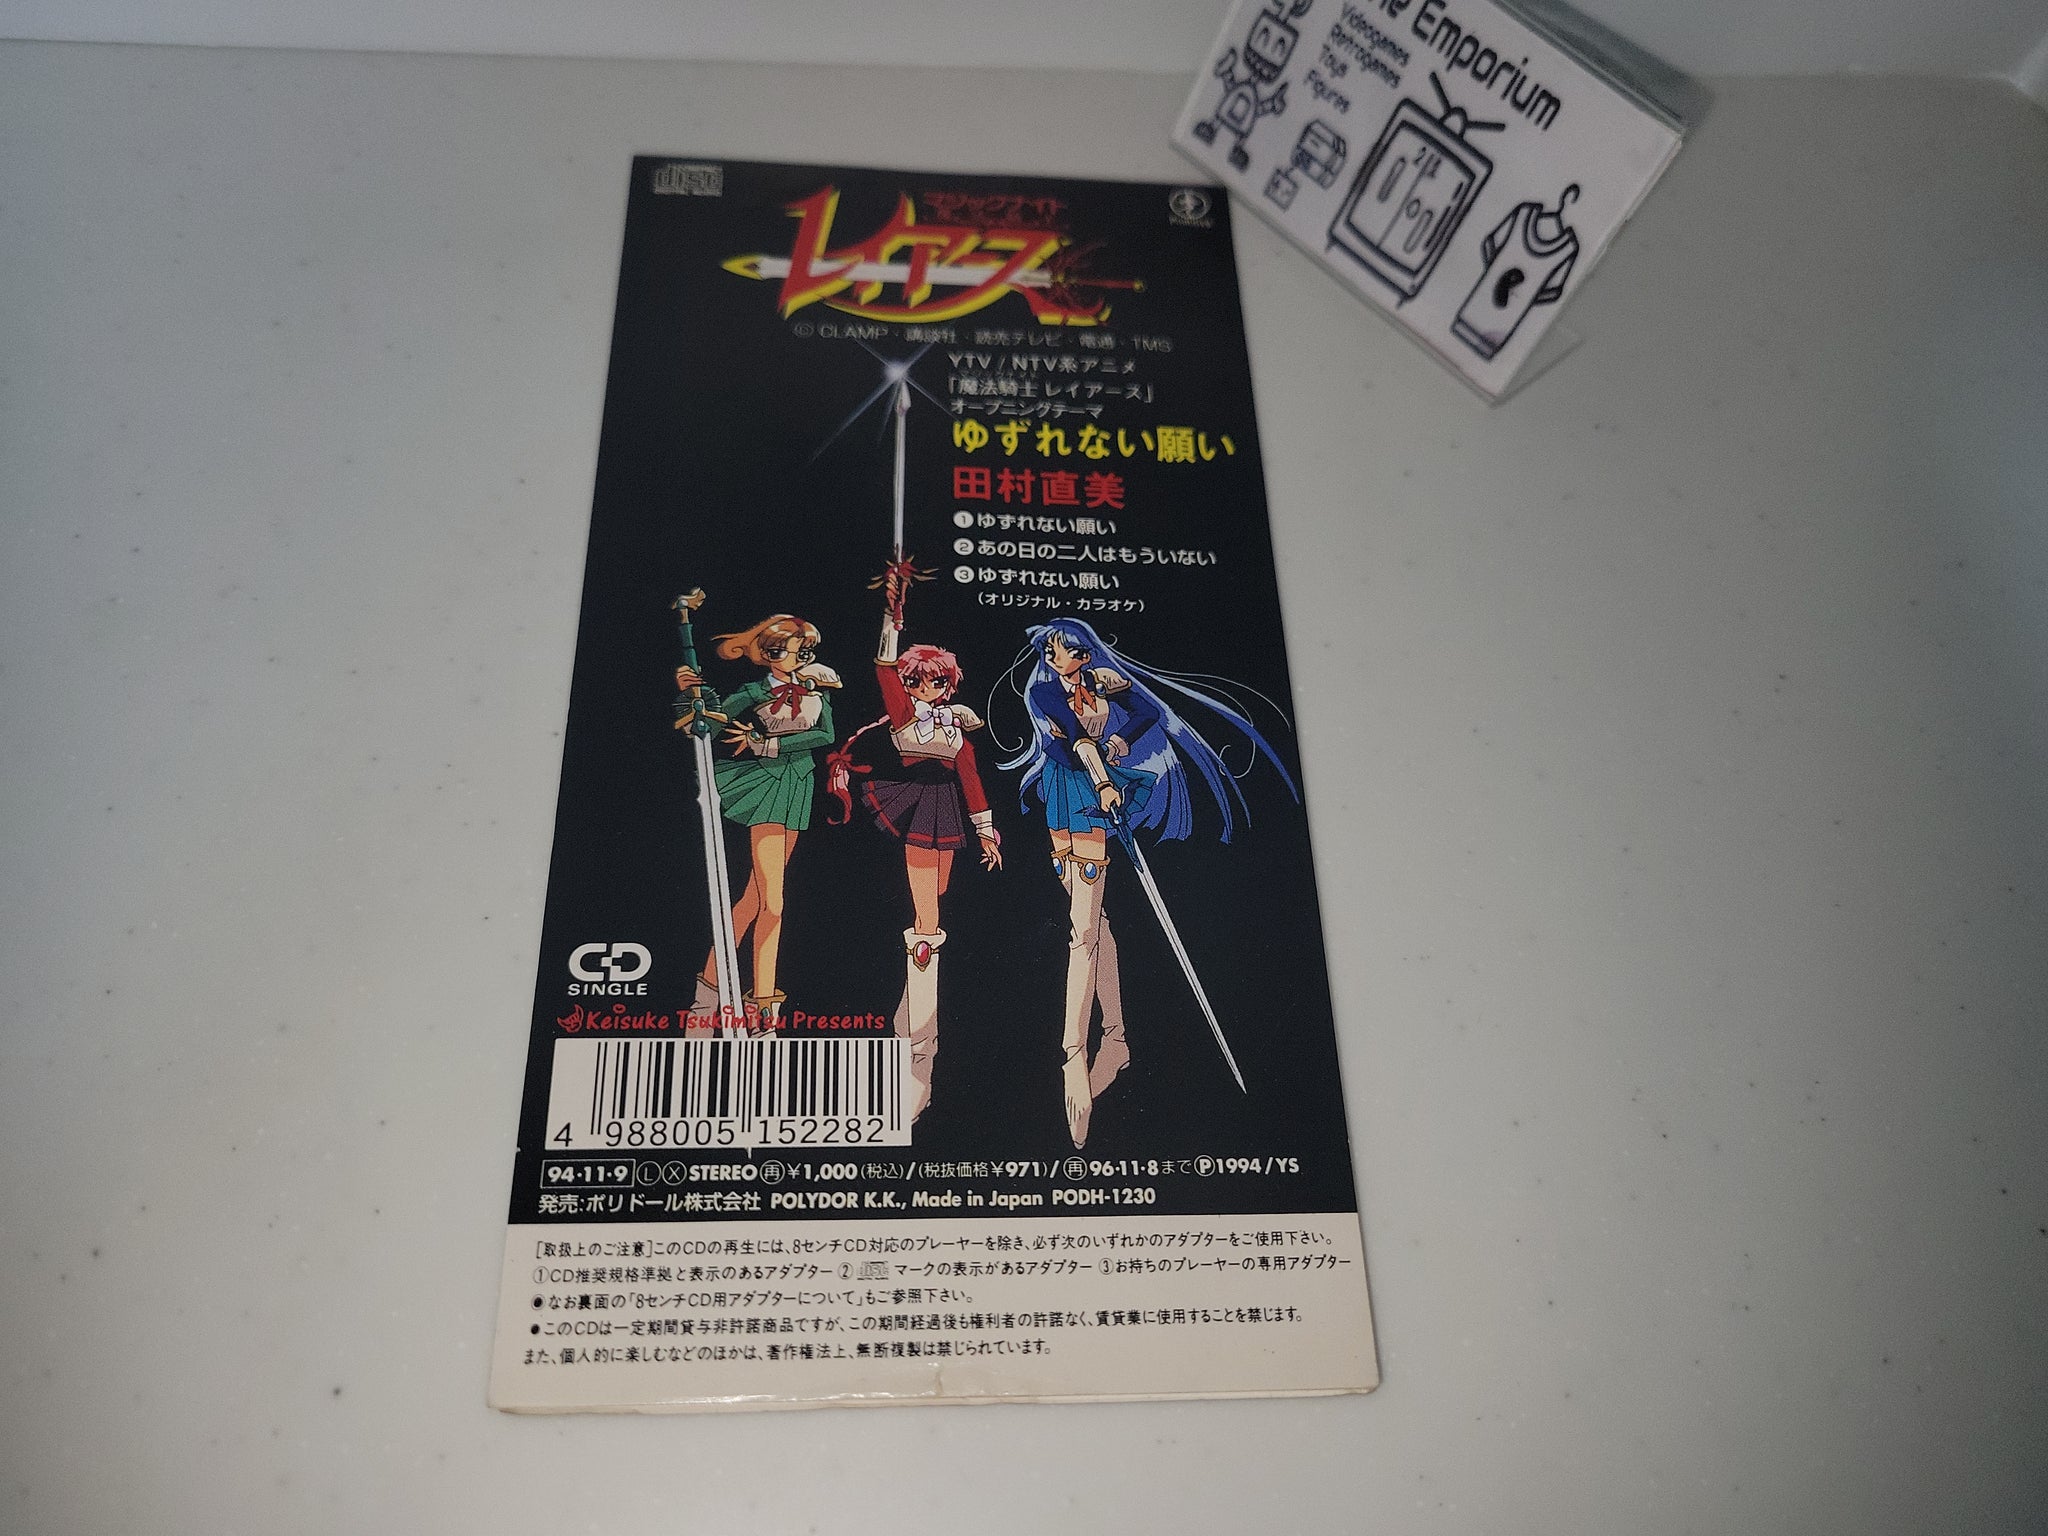 Emporium
Videogames
Retrogames
Toys
Figures
disc
マジックナイト
レイアース
© CLAMP・講談社・読売テレビ・電通・TMS
YTV / NTV系アニメ
「魔法騎士 レイアース」
オープニングテーマ
ゆずれない願い
田村直美
❶ゆずれない願い
❷あの日の二人はもういない
❸ゆずれない願い
(オリジナル・カラオケ)
CD
SINGLE
Keisuke Tsukimitsu Presents
4 988005 152282
94·11·9 Ⓛ Ⓧ STEREO ㊢¥1,000(税込)/(税抜価格¥971)/㊢96·11·8まで Ⓟ1994/YS
発売:ポリドール株式会社 POLYDOR K.K., Made in Japan PODH-1230
[取扱上のご注意]このCDの再生には、8センチCD対応のプレーヤーを除き、必ず次のいずれかのアダプターをご使用下さい。
①CD推奨規格準拠と表示のあるアダプター ② disc マークの表示があるアダプター ③お持ちのプレーヤーの専用アダプター
◉なお裏面の「8センチCD用アダプターについて」もご参照下さい。
●このCDは一定期間貸与非許諾商品ですが、この期間経過後も権利者の許諾なく、賃貸業に使用することを禁じます。
また、個人的に楽しむなどのほかは、著作権法上、無断複製は禁じられています。